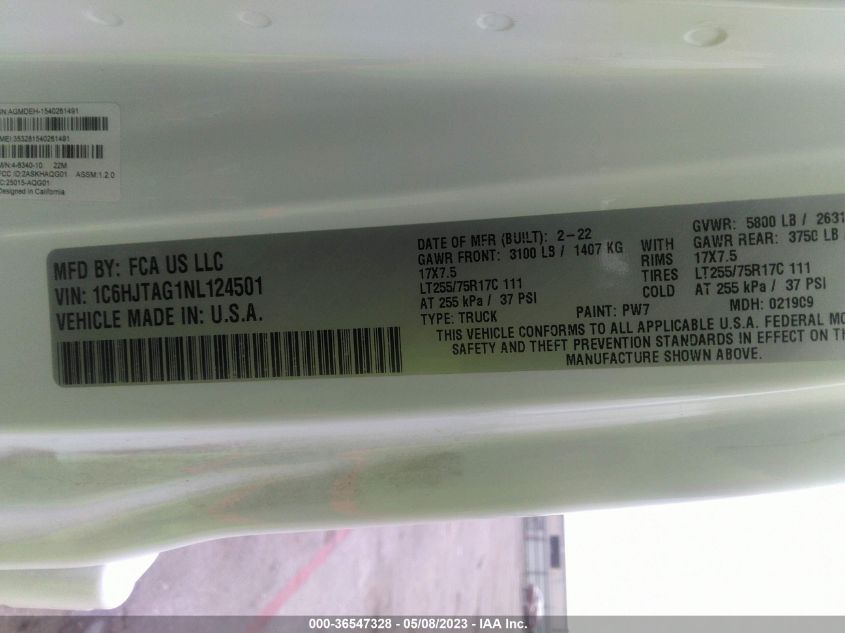 N:AGMDEH-1540261491
MEI:353281540261491
M/N:4-8340-10 22M
FCC ID:2ASKHAQG01 ASSM:1.2.0
C:25015-AQG01
Designed in California
MFD BY: FCA US LLC
VIN: 1C6HJTAG1NL124501
VEHICLE MADE IN: U.S.A.
DATE OF MFR (BUILT): 2-22
GAWR FRONT: 3100 LB / 1407 KG
17X7.5
LT255/75R17C 111
AT 255 kPa / 37 PSI
TYPE: TRUCK
WITH
RIMS
TIRES
COLD
GVWR: 5800 LB / 2631
GAWR REAR: 3750 LB
17X7.5
LT255/75R17C 111
AT 255 kPa / 37 PSI
PAINT: PW7
MDH: 0219C9
THIS VEHICLE CONFORMS TO ALL APPLICABLE U.S.A. FEDERAL MO
SAFETY AND THEFT PREVENTION STANDARDS IN EFFECT ON TH
MANUFACTURE SHOWN ABOVE.
000-36547328 - 05/08/2023 - IAA Inc.